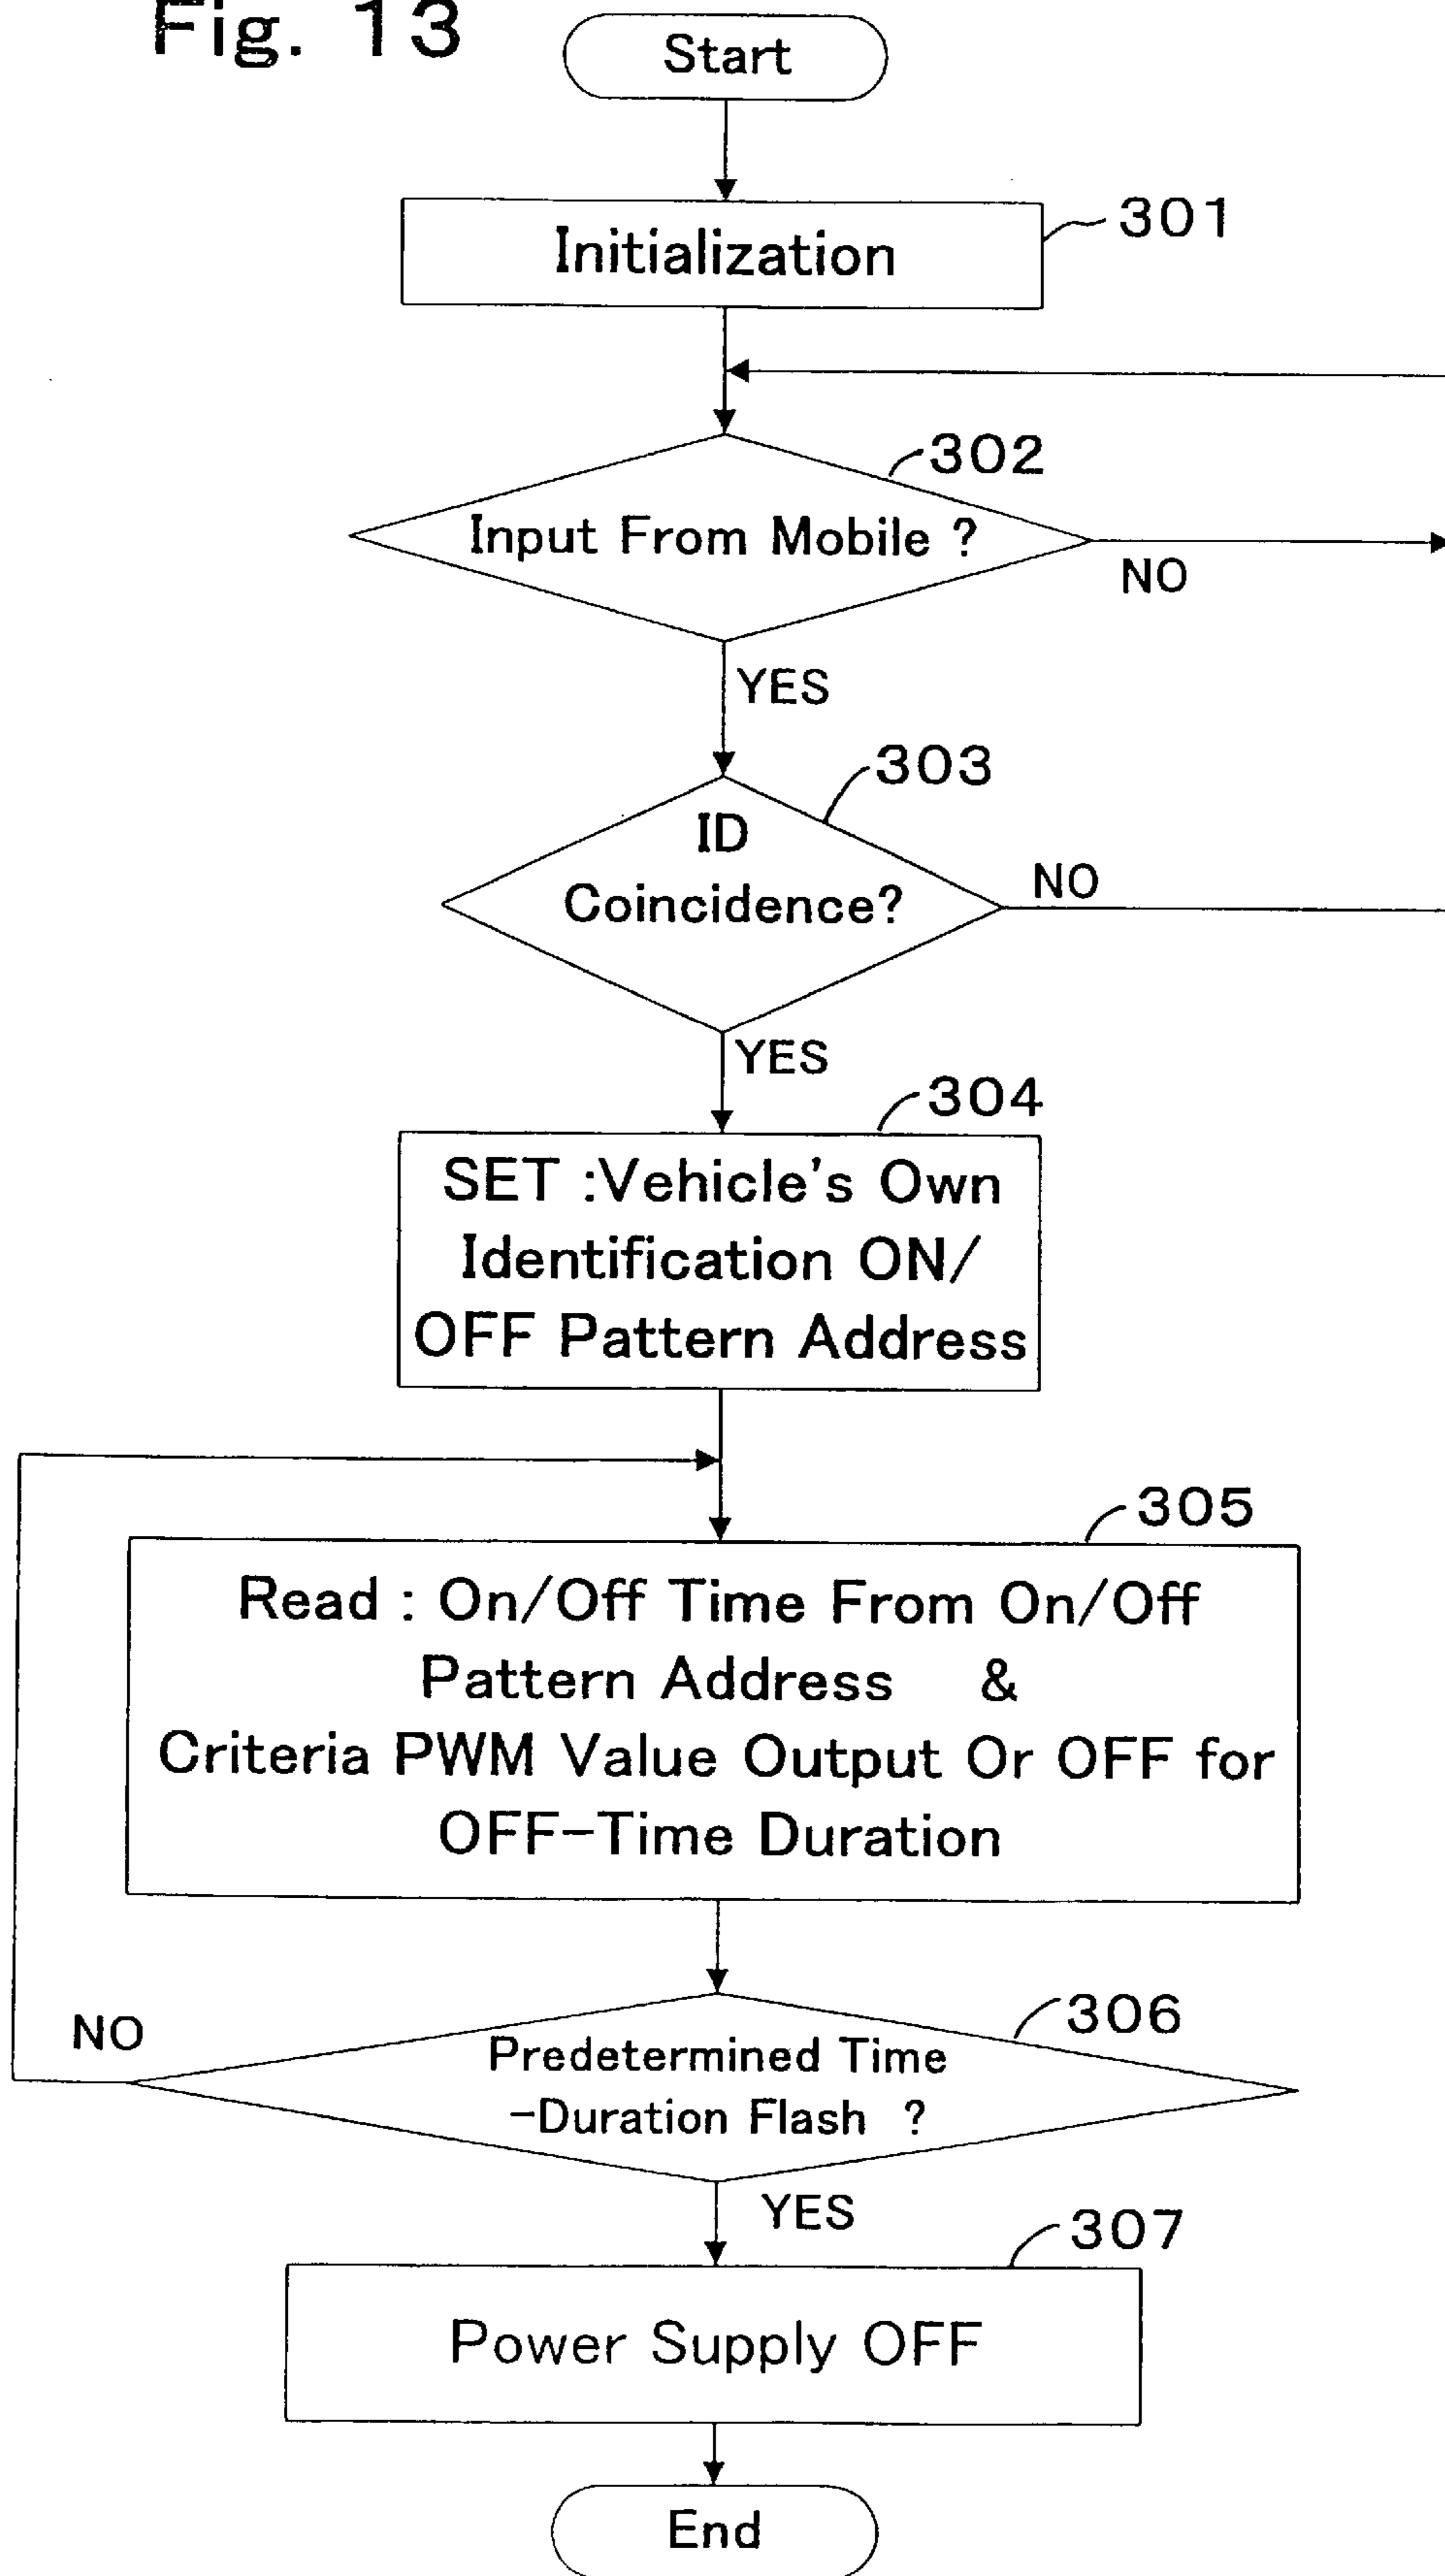 Fig. 13
Start
Initialization
301
302
Input From Mobile ?
NO
YES
303
ID
Coincidence?
NO
YES
304
SET :Vehicle's Own
Identification ON/
OFF Pattern Address
305
Read : On/Off Time From On/Off
Pattern Address &
Criteria PWM Value Output Or OFF for
OFF-Time Duration
306
NO
Predetermined Time
-Duration Flash ?
YES
307
Power Supply OFF
End